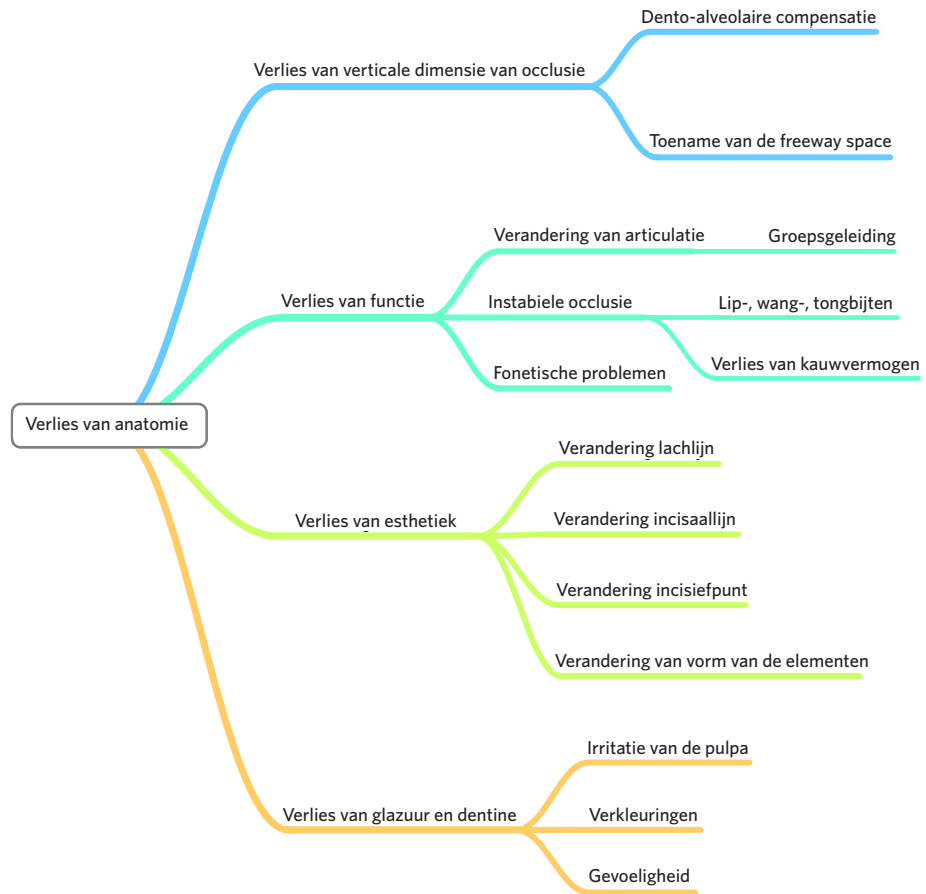 Dento-alveolaire compensatie
Verlies van verticale dimensie van occlusie
Toename van de freeway space
Verandering van articulatie
Groepsgeleiding
Verlies van functie
Instabiele occlusie
Lip-, wang-, tongbijten
Verlies van kauwvermogen
Fonetische problemen
Verlies van anatomie
Verandering lachlijn
Verlies van esthetiek
Verandering incisaallijn
Verandering incisiefpunt
Verandering van vorm van de elementen
Irritatie van de pulpa
Verlies van glazuur en dentine
Verkleuringen
Gevoeligheid